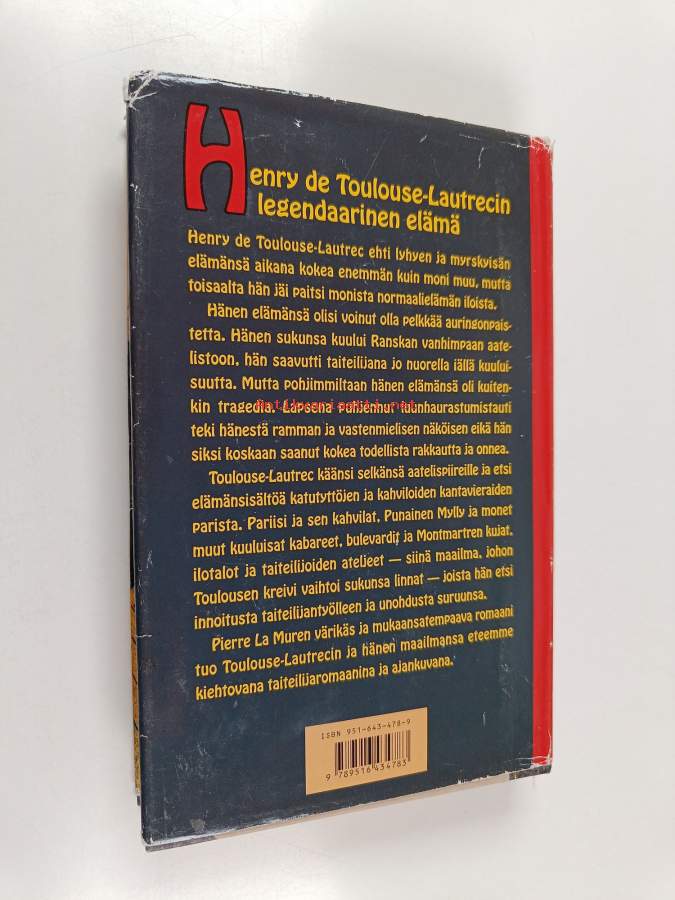 Henry de Toulouse-Lautrecin
legendaarinen elämä
Henry de Toulouse-Lautrec ehti lyhyen ja myrskyisän
elämänsä aikana kokea enemmän kuin moni muu, mutta
toisaalta hän jäi paitsi monista normaalielämän iloista.
Hänen elämänsä olisi voinut olla pelkkää auringonpais-
tetta. Hänen sukunsa kuului Ranskan vanhimpaan aate-
listoon, hän saavutti taiteilijana jo nuorella iällä kuului-
suutta. Mutta pohjimmiltaan hänen elämänsä oli kuiten-
kin tragedia. Lapsena potenut luunhaurastumistauti
Antikvariaatti.net
teki hänestä ramman ja vastenmielisen näköisen eikä hän
siksi koskaan saanut kokea todellista rakkautta ja onnea.
Toulouse-Lautrec käänsi selkänsä aatelispiireille ja etsi
elämänsisältöä katutyttöjen ja kahviloiden kantavieraiden
parista. Pariisi ja sen kahvilat, Punainen Mylly ja monet
muut kuuluisat kabareet, bulevardit ja Montmartren kujat,
ilotalot ja taiteilijoiden ateljeet — siinä maailma, johon
Toulousen kreivi vaihtoi sukunsa linnat — joista hän etsi
innoitusta taiteilijantyölleen ja unohdusta suruunsa.
Pierre La Muren värikäs ja mukaansatempaava romaani
tuo Toulouse-Lautrecin ja hänen maailmansa eteemme
kiehtovana taiteilijaromaanina ja ajankuvana.
ISBN 951-643-478-9
9 789516 434783